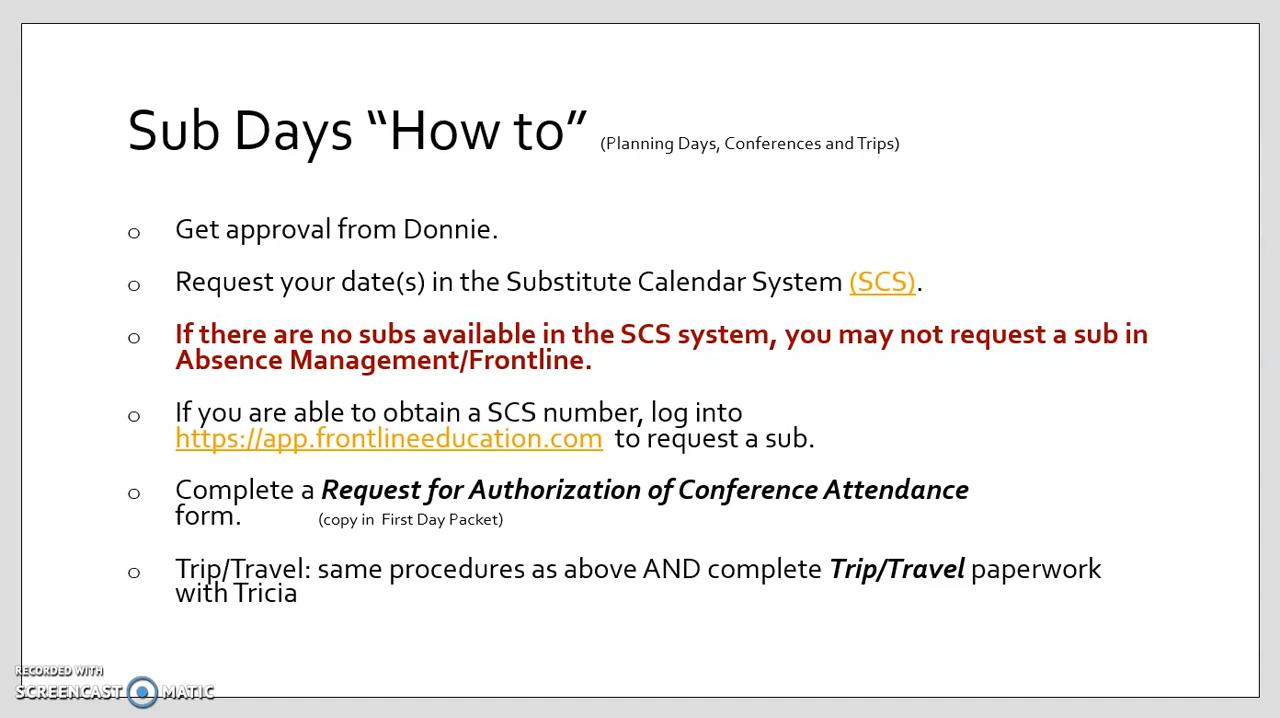 Sub Days “How to” (Planning Days, Conferences and Trips)
o Get approval from Donnie.
o Request your date(s) in the Substitute Calendar System (SCS).
o If there are no subs available in the SCS system, you may not request a sub in
Absence Management/Frontline.
o If you are able to obtain a SCS number, log into
https://app.frontlineeducation.com to request a sub.
o Complete a Request for Authorization of Conference Attendance
form. (copy in First Day Packet)
o Trip/Travel: same procedures as above AND complete Trip/Travel paperwork
with Tricia
RECORDED WITH
SCREENCAST MATIC